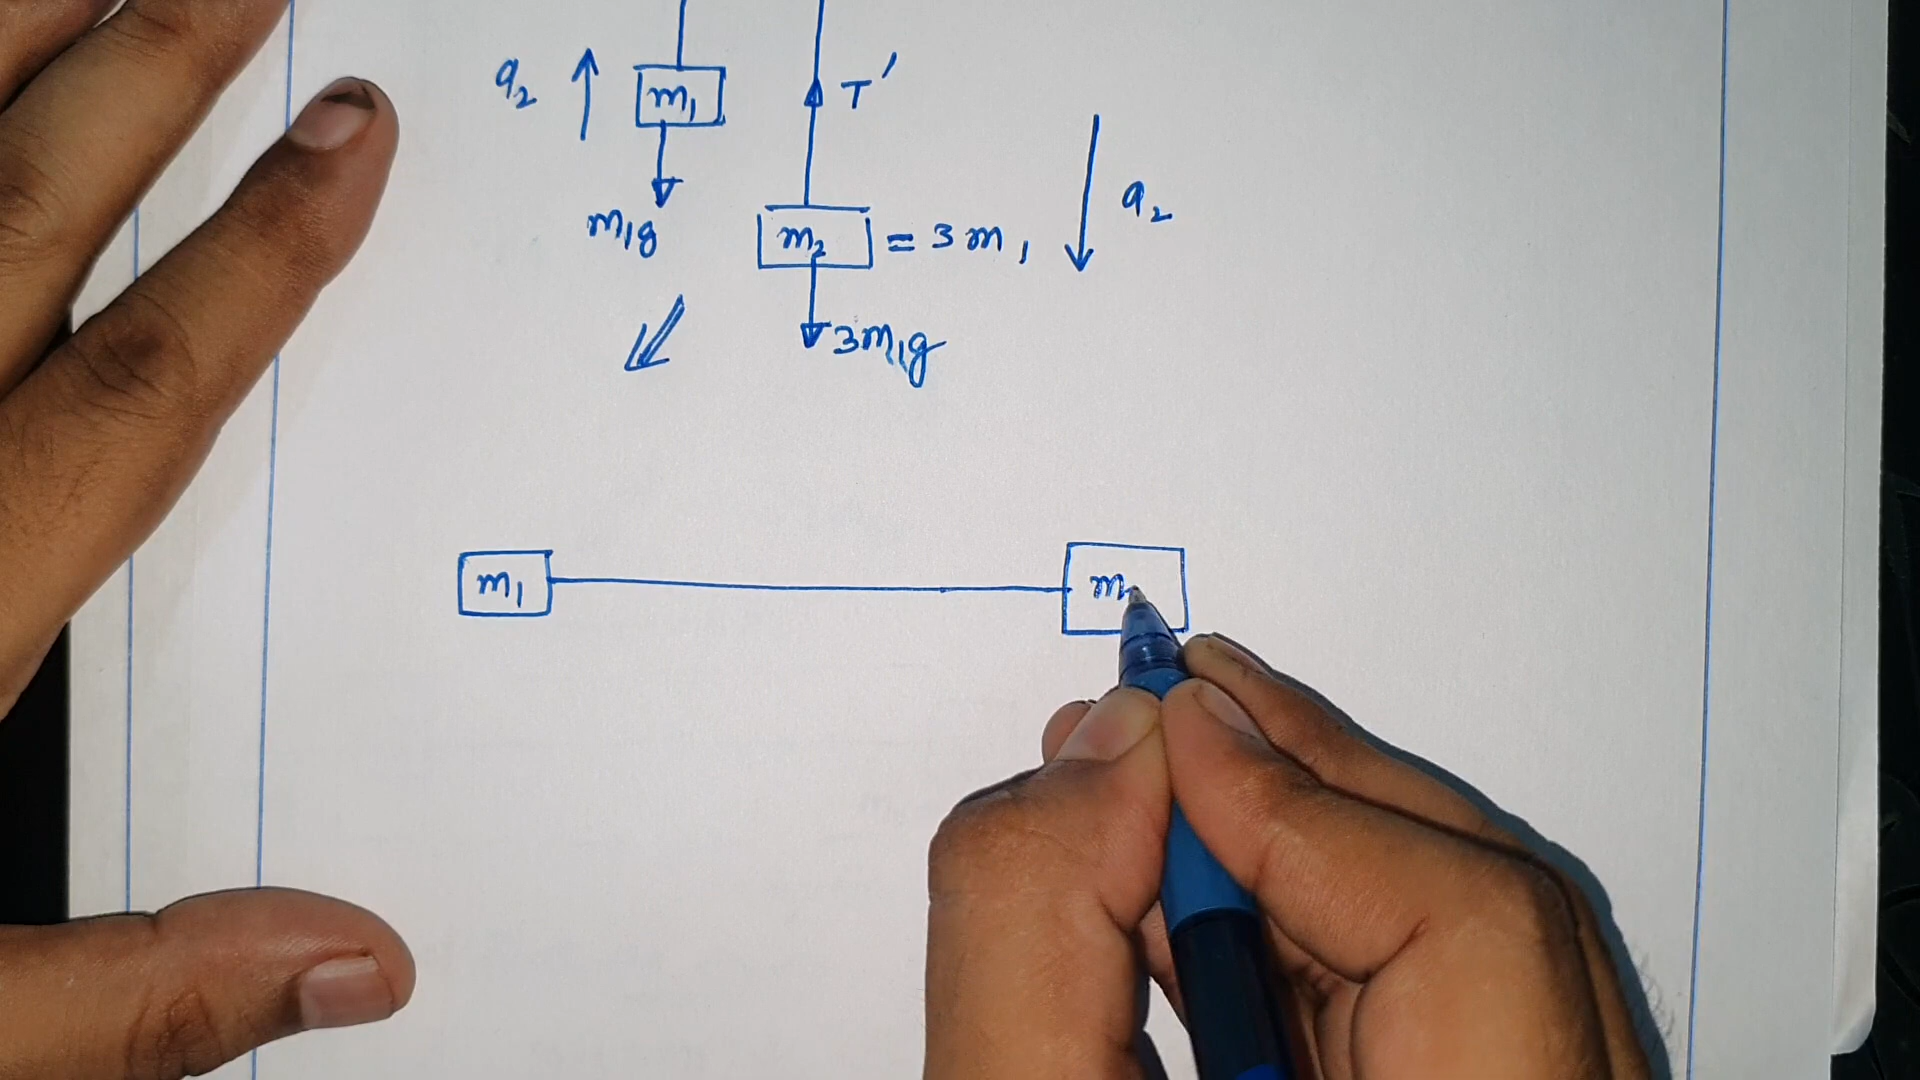 a₂ m₁ T′
m₁g m₂ = 3m₁ a₂
3m₁g
m₁ m